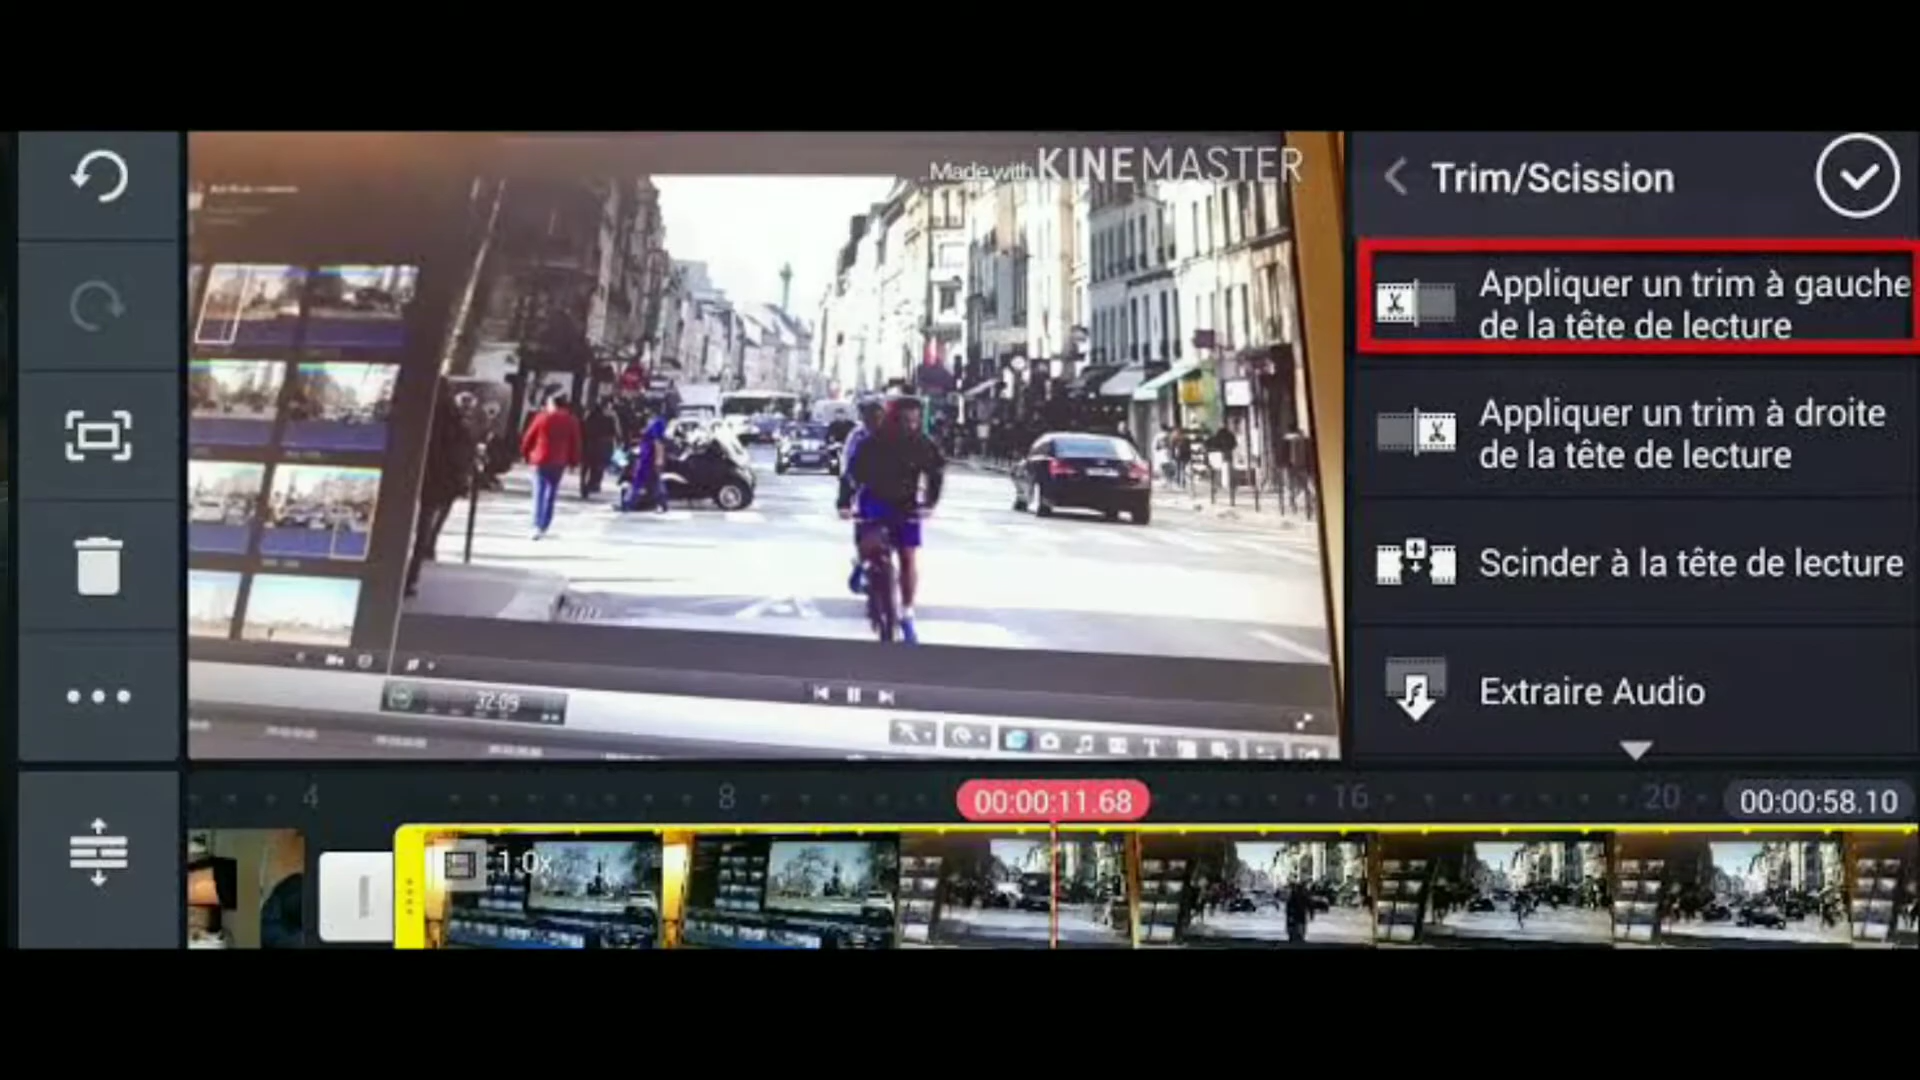 Made with KINEMASTER
Trim/Scission
Appliquer un trim à gauche
de la tête de lecture
Appliquer un trim à droite
de la tête de lecture
Scinder à la tête de lecture
Extraire Audio
32:09
4
8
00:00:11.68
16
20
00:00:58.10
1.0x